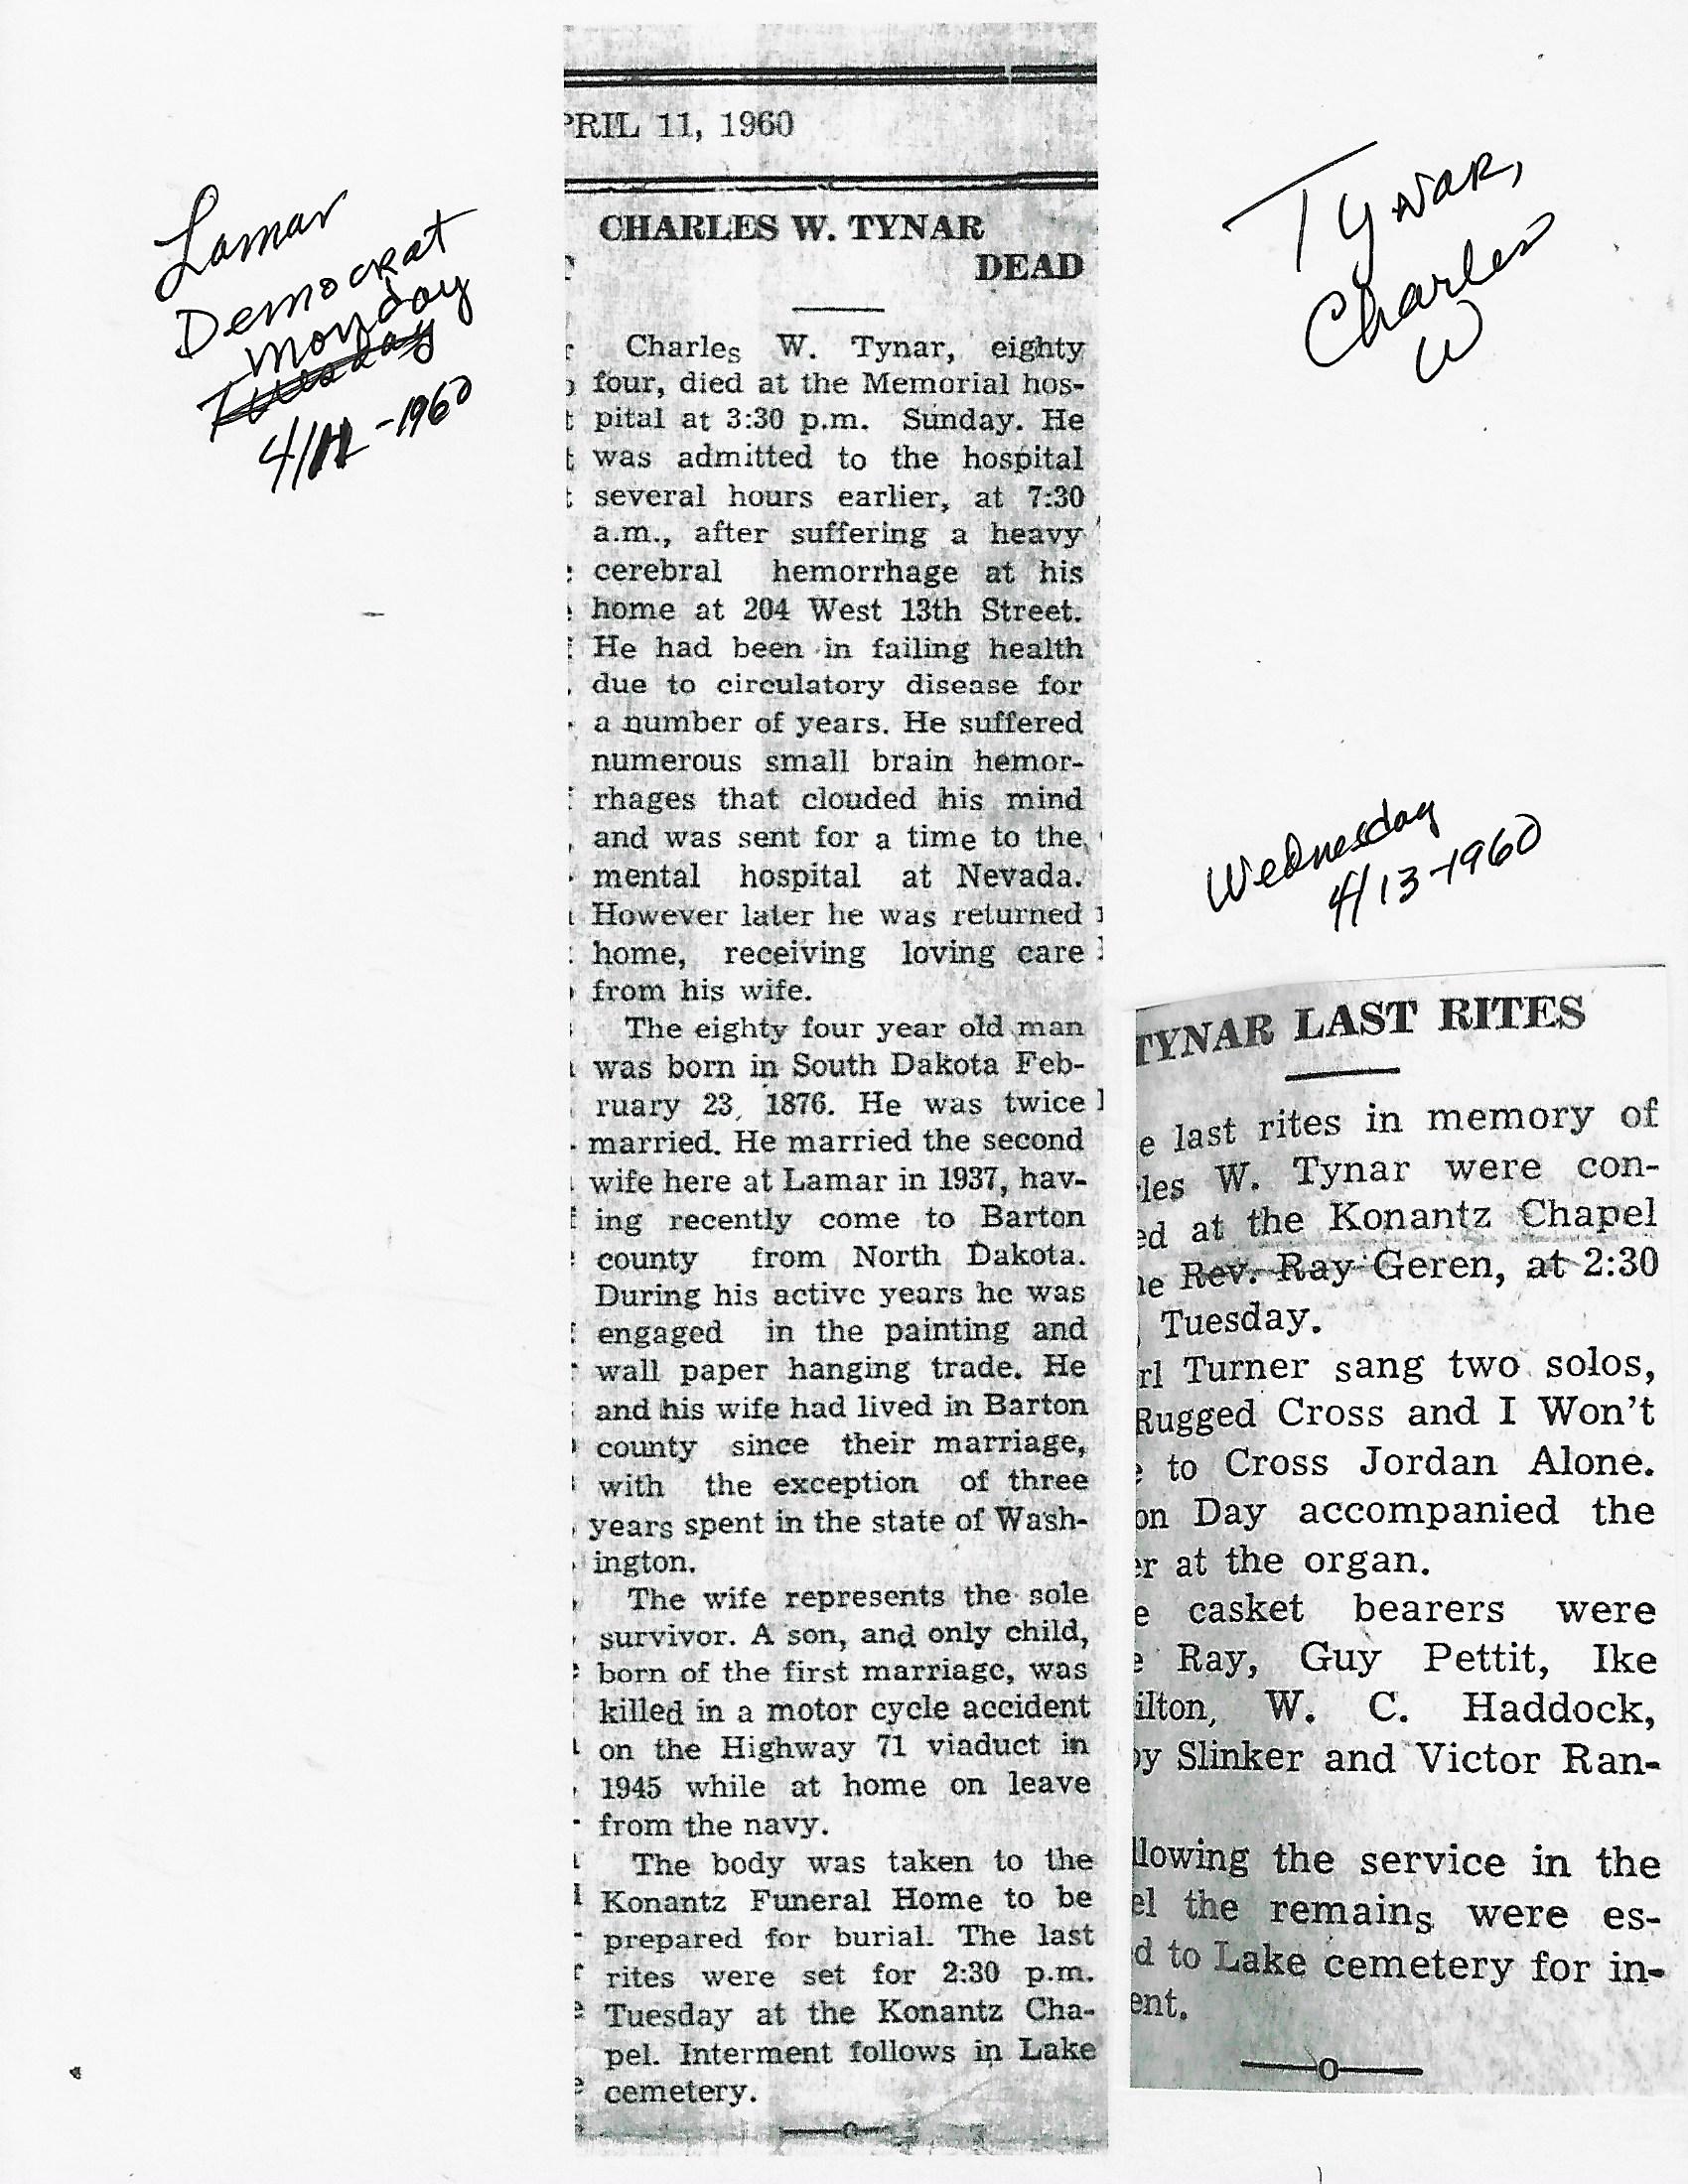 Lamar
Democrat
Monday
Tuesday
4/11-1960
PRIL 11, 1960
CHARLES W. TYNAR
DEAD
Charles W. Tynar, eighty
four, died at the Memorial hos-
pital at 3:30 p.m. Sunday. He
was admitted to the hospital
several hours earlier, at 7:30
a.m., after suffering a heavy
cerebral hemorrhage at his
home at 204 West 13th Street.
He had been in failing health
due to circulatory disease for
a number of years. He suffered
numerous small brain hemor-
rhages that clouded his mind
and was sent for a time to the
mental hospital at Nevada.
However later he was returned
home, receiving loving care
from his wife.
The eighty four year old man
was born in South Dakota Feb-
ruary 23, 1876. He was twice
married. He married the second
wife here at Lamar in 1937, hav-
ing recently come to Barton
county from North Dakota.
During his active years he was
engaged in the painting and
wall paper hanging trade. He
and his wife had lived in Barton
county since their marriage,
with the exception of three
years spent in the state of Wash-
ington.
The wife represents the sole
survivor. A son, and only child,
born of the first marriage, was
killed in a motor cycle accident
on the Highway 71 viaduct in
1945 while at home on leave
from the navy.
The body was taken to the
Konantz Funeral Home to be
prepared for burial. The last
rites were set for 2:30 p.m.
Tuesday at the Konantz Cha-
pel. Interment follows in Lake
cemetery.
Tynar,
Charles
W
Wednesday
4/13-1960
TYNAR LAST RITES
e last rites in memory of
les W. Tynar were con-
ed at the Konantz Chapel
he Rev. Ray Geren, at 2:30
Tuesday.
rl Turner sang two solos,
Rugged Cross and I Won't
e to Cross Jordan Alone.
on Day accompanied the
er at the organ.
e casket bearers were
e Ray, Guy Pettit, Ike
ilton, W. C. Haddock,
by Slinker and Victor Ran-
llowing the service in the
el the remains were es-
d to Lake cemetery for in-
ent.